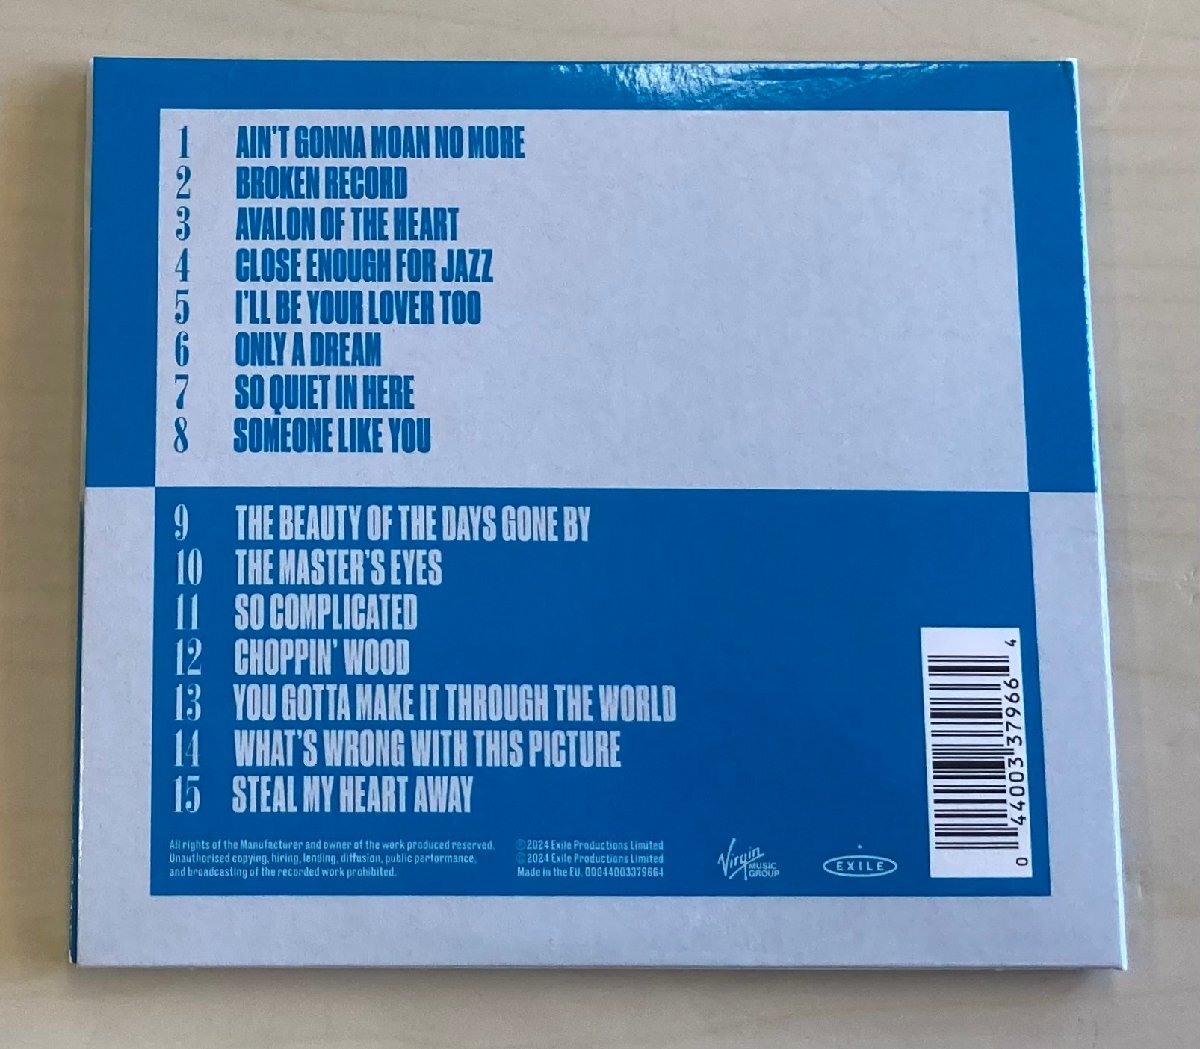 1 AIN'T GONNA MOAN NO MORE
2 BROKEN RECORD
3 AVALON OF THE HEART
4 CLOSE ENOUGH FOR JAZZ
5 I'LL BE YOUR LOVER TOO
6 ONLY A DREAM
7 SO QUIET IN HERE
8 SOMEONE LIKE YOU
9 THE BEAUTY OF THE DAYS GONE BY
10 THE MASTER'S EYES
11 SO COMPLICATED
12 CHOPPIN' WOOD
13 YOU GOTTA MAKE IT THROUGH THE WORLD
14 WHAT'S WRONG WITH THIS PICTURE
15 STEAL MY HEART AWAY
All rights of the Manufacturer and owner of the work produced reserved.
Unauthorised copying, hiring, lending, diffusion, public performance,
and broadcasting of the recorded work prohibited.
℗2024 Exile Productions Limited
©2024 Exile Productions Limited
Made in the EU. 00044003379664
Virgin
MUSIC
GROUP
EXILE
0 44003 37966 4